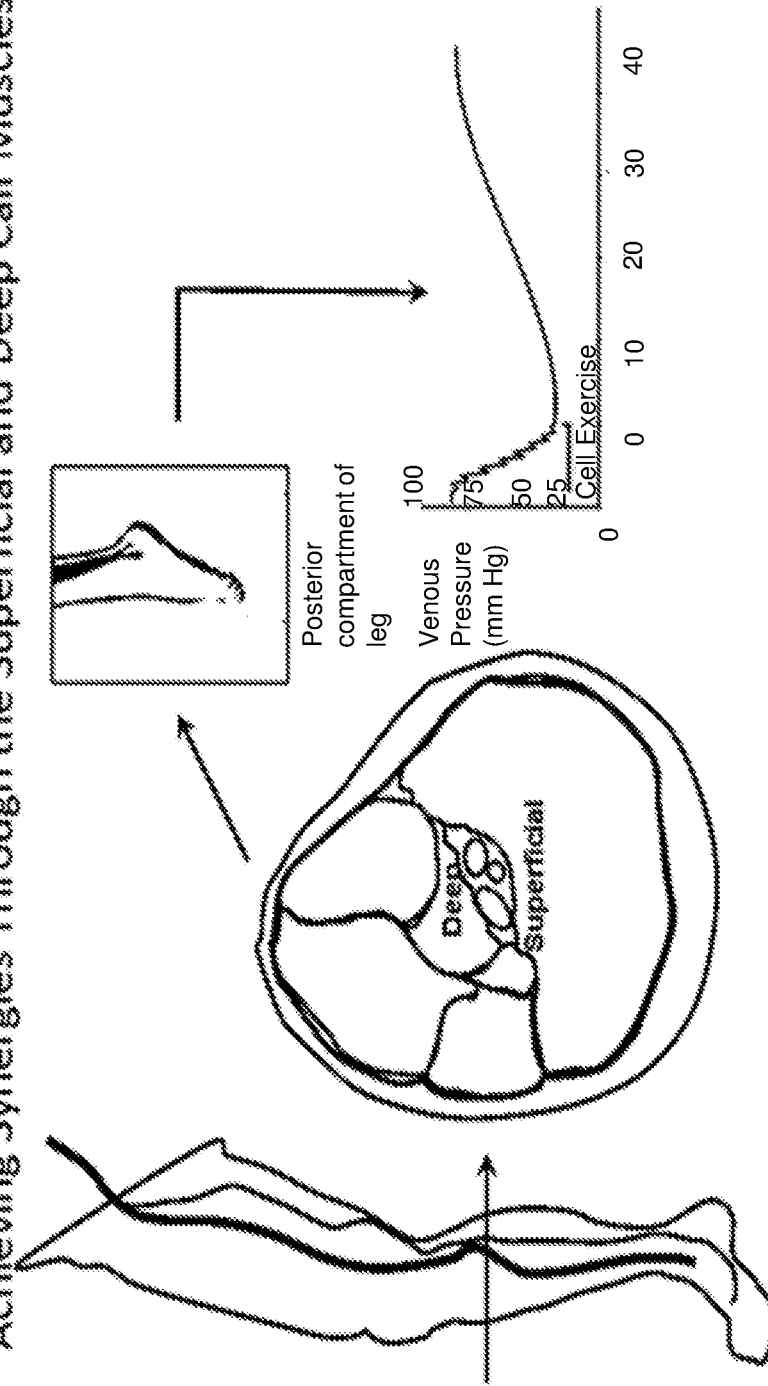 Achieving Synergies Through the Superficial and Deep Calf Muscles
Posterior
compartment of
leg
Deep
Superficial
Venous
Pressure
(mm Hg)
100
75
50
25
Cell Exercise
0
0
10
20
30
40